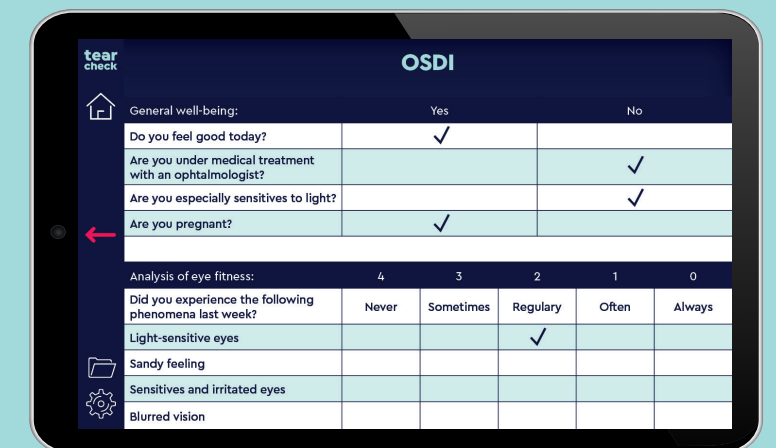 tear
check
OSDI
General well-being: Yes No
Do you feel good today?
Are you under medical treatment
with an ophtalmologist?
Are you especially sensitives to light?
Are you pregnant?
Analysis of eye fitness: 4 3 2 1 0
Did you experience the following
phenomena last week?
Never Sometimes Regulary Often Always
Light-sensitive eyes
Sandy feeling
Sensitives and irritated eyes
Blurred vision